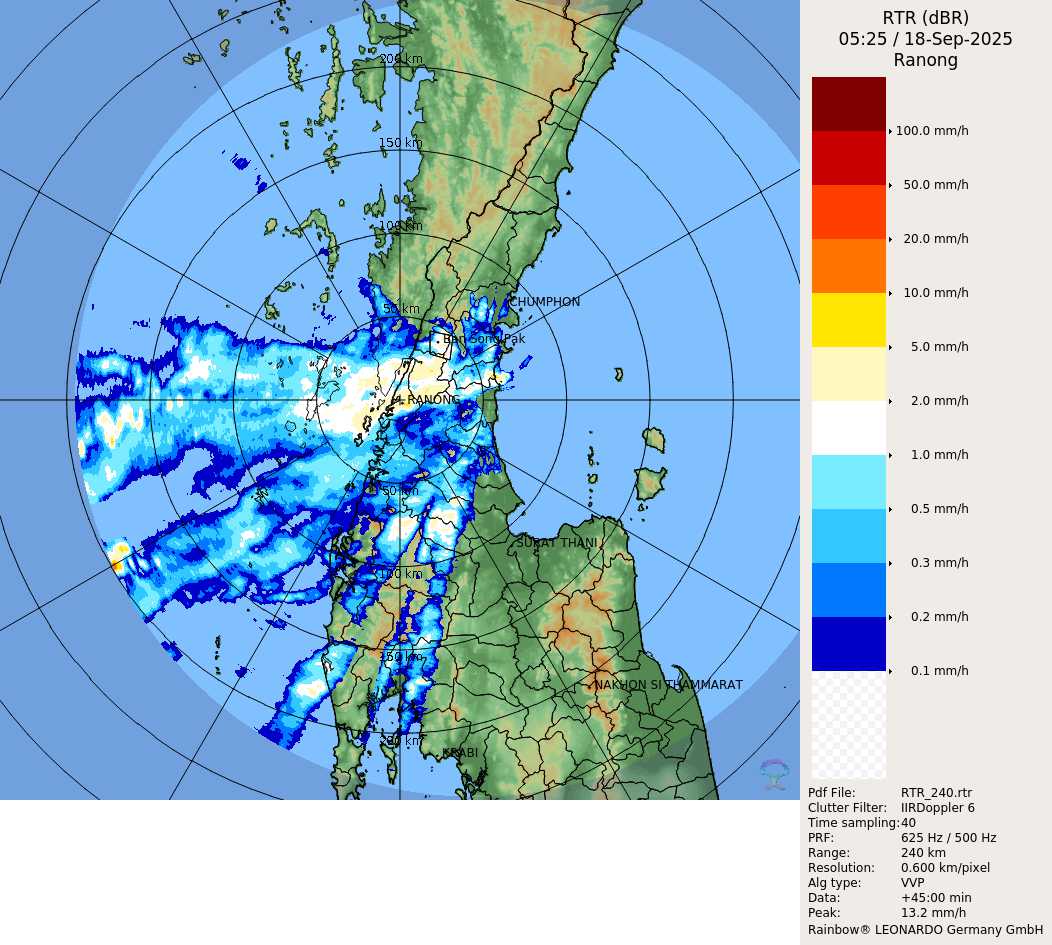 RTR (dBR)
05:25 / 18-Sep-2025
Ranong
200 km
150 km
100 km
50 km
CHUMPHON
Ban Song Pak
RANONG
50 km
SURAT THANI
100 km
150 km
NAKHON SI THAMMARAT
200 km
KRABI
100.0 mm/h
50.0 mm/h
20.0 mm/h
10.0 mm/h
5.0 mm/h
2.0 mm/h
1.0 mm/h
0.5 mm/h
0.3 mm/h
0.2 mm/h
0.1 mm/h
Pdf File: RTR_240.rtr
Clutter Filter: IIRDoppler 6
Time sampling: 40
PRF: 625 Hz / 500 Hz
Range: 240 km
Resolution: 0.600 km/pixel
Alg type: VVP
Data: +45:00 min
Peak: 13.2 mm/h
Rainbow® LEONARDO Germany GmbH